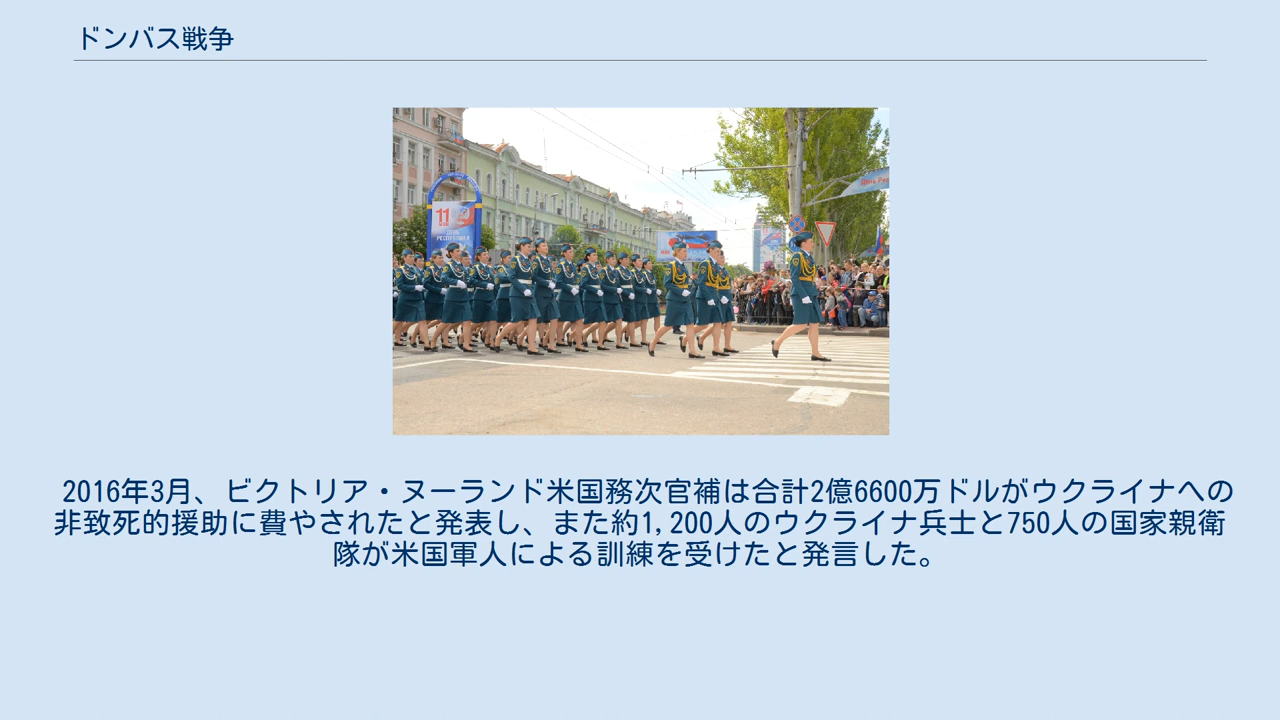 ドンバス戦争
11
МАЯ
ДЕНЬ
РЕСПУБЛИКИ
2016年3月、ビクトリア・ヌーランド米国務次官補は合計2億6600万ドルがウクライナへの
非致死的援助に費やされたと発表し、また約1,200人のウクライナ兵士と750人の国家親衛
隊が米国軍人による訓練を受けたと発言した。